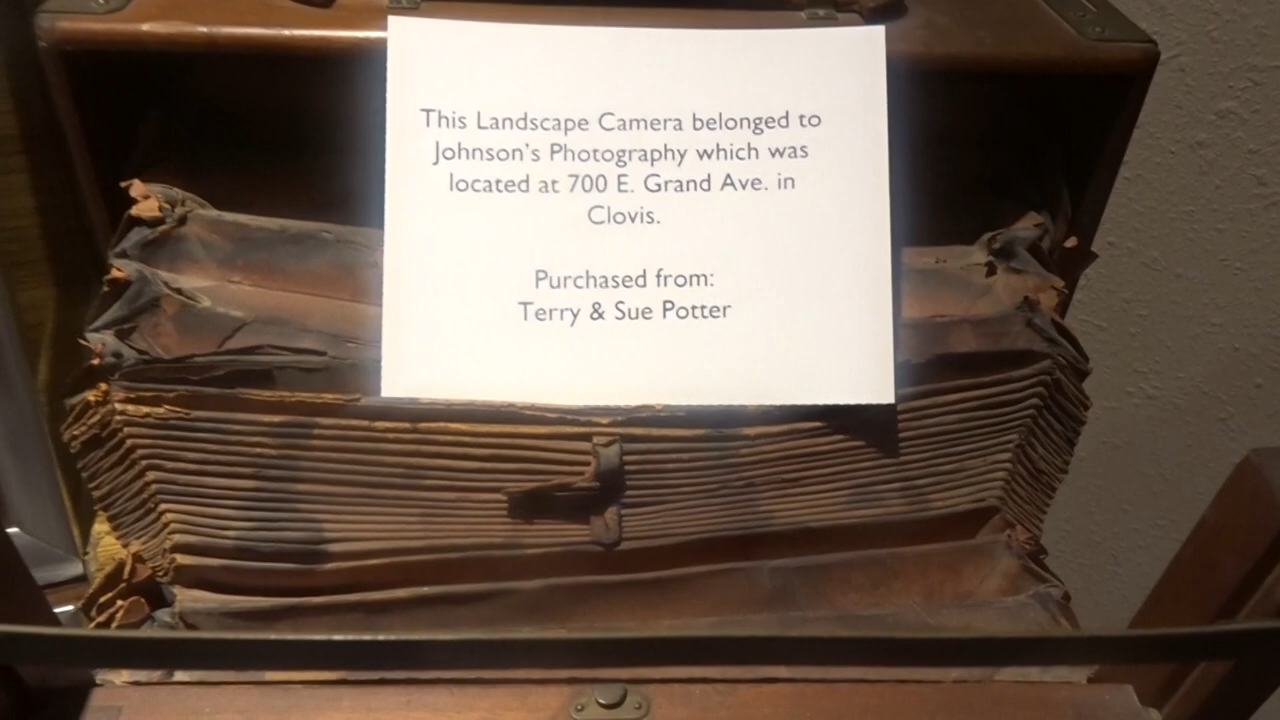 This Landscape Camera belonged to
Johnson's Photography which was
located at 700 E. Grand Ave. in
Clovis.
Purchased from:
Terry & Sue Potter